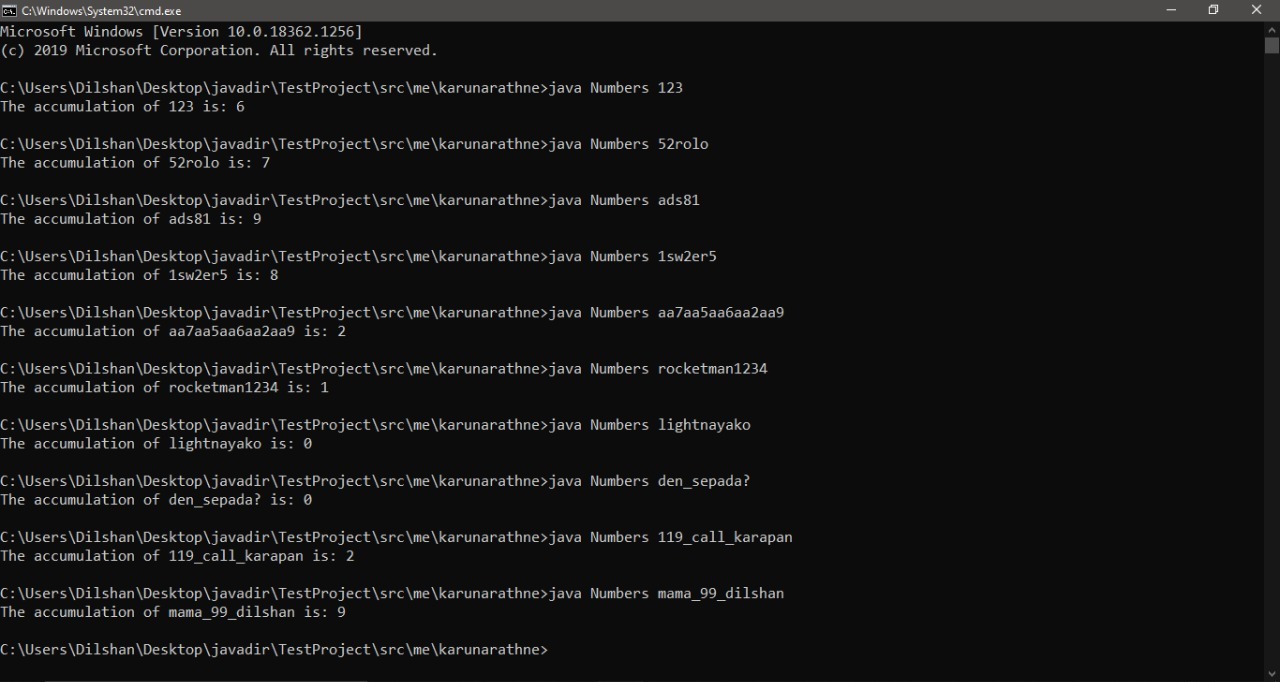 C:\Windows\System32\cmd.exe
Microsoft Windows [Version 10.0.18362.1256]
(c) 2019 Microsoft Corporation. All rights reserved.
C:\Users\Dilshan\Desktop\javadir\TestProject\src\me\karunarathne>java Numbers 123
The accumulation of 123 is: 6
C:\Users\Dilshan\Desktop\javadir\TestProject\src\me\karunarathne>java Numbers 52rolo
The accumulation of 52rolo is: 7
C:\Users\Dilshan\Desktop\javadir\TestProject\src\me\karunarathne>java Numbers ads81
The accumulation of ads81 is: 9
C:\Users\Dilshan\Desktop\javadir\TestProject\src\me\karunarathne>java Numbers 1sw2er5
The accumulation of 1sw2er5 is: 8
C:\Users\Dilshan\Desktop\javadir\TestProject\src\me\karunarathne>java Numbers aa7aa5aa6aa2aa9
The accumulation of aa7aa5aa6aa2aa9 is: 2
C:\Users\Dilshan\Desktop\javadir\TestProject\src\me\karunarathne>java Numbers rocketman1234
The accumulation of rocketman1234 is: 1
C:\Users\Dilshan\Desktop\javadir\TestProject\src\me\karunarathne>java Numbers lightnayako
The accumulation of lightnayako is: 0
C:\Users\Dilshan\Desktop\javadir\TestProject\src\me\karunarathne>java Numbers den_sepada?
The accumulation of den_sepada? is: 0
C:\Users\Dilshan\Desktop\javadir\TestProject\src\me\karunarathne>java Numbers 119_call_karapan
The accumulation of 119_call_karapan is: 2
C:\Users\Dilshan\Desktop\javadir\TestProject\src\me\karunarathne>java Numbers mama_99_dilshan
The accumulation of mama_99_dilshan is: 9
C:\Users\Dilshan\Desktop\javadir\TestProject\src\me\karunarathne>